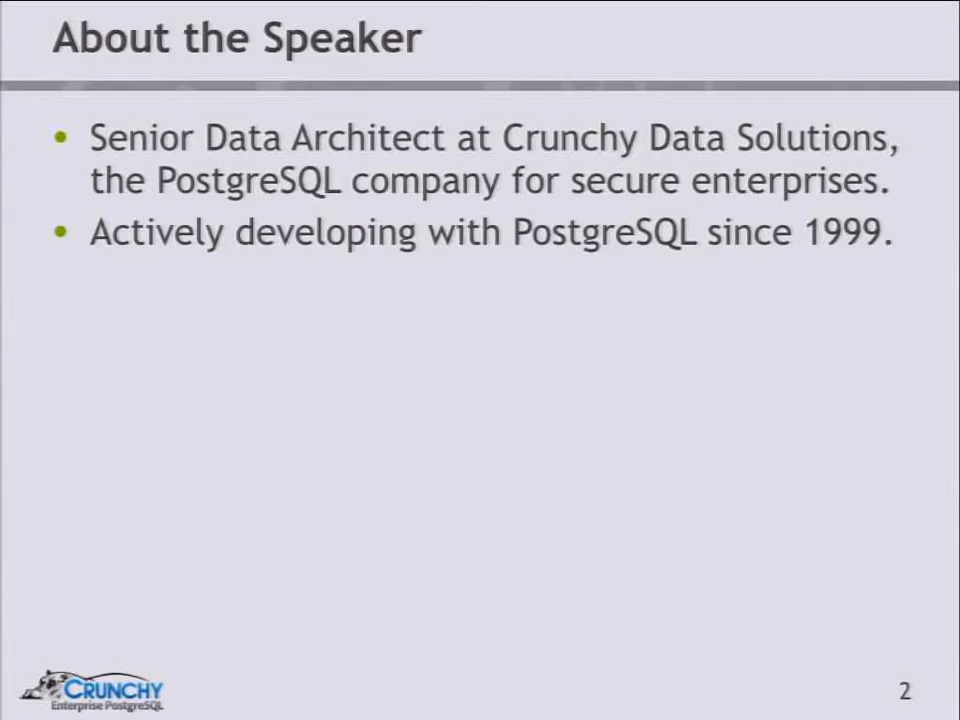 About the Speaker
• Senior Data Architect at Crunchy Data Solutions,
the PostgreSQL company for secure enterprises.
• Actively developing with PostgreSQL since 1999.
CRUNCHY
Enterprise PostgreSQL
2